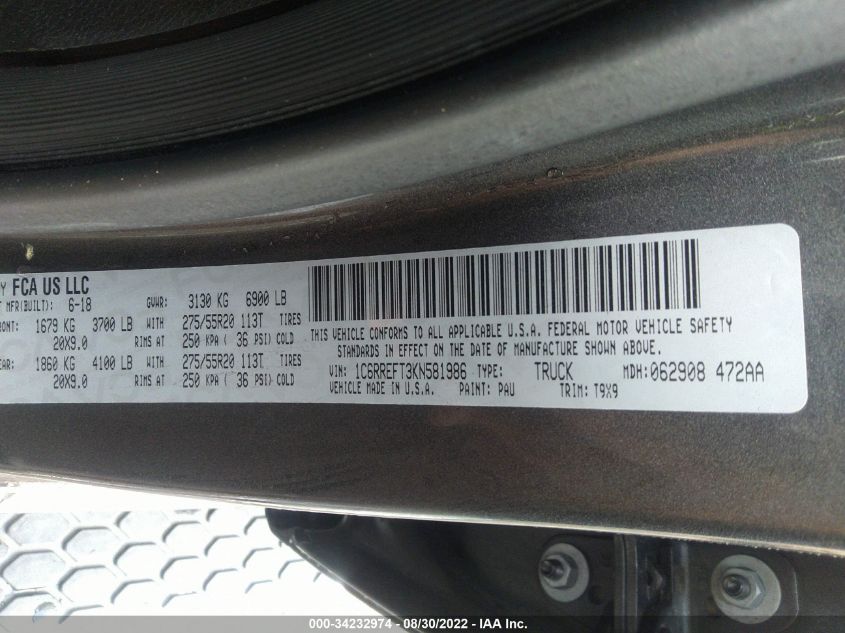 Y FCA US LLC
F MFR(BUILT): 6-18 GVWR: 3130 KG 6900 LB
RONT: 1679 KG 3700 LB WITH 275/55R20 113T TIRES
20X9.0 RIMS AT 250 KPA ( 36 PSI) COLD
EAR: 1860 KG 4100 LB WITH 275/55R20 113T TIRES
20X9.0 RIMS AT 250 KPA ( 36 PSI) COLD
THIS VEHICLE CONFORMS TO ALL APPLICABLE U.S.A. FEDERAL MOTOR VEHICLE SAFETY
STANDARDS IN EFFECT ON THE DATE OF MANUFACTURE SHOWN ABOVE.
VIN: 1C6RREFT3KN581986 TYPE: TRUCK MDH:062908 472AA
VEHICLE MADE IN U.S.A. PAINT: PAU TRIM: T9X9
000-34232974 - 08/30/2022 - IAA Inc.